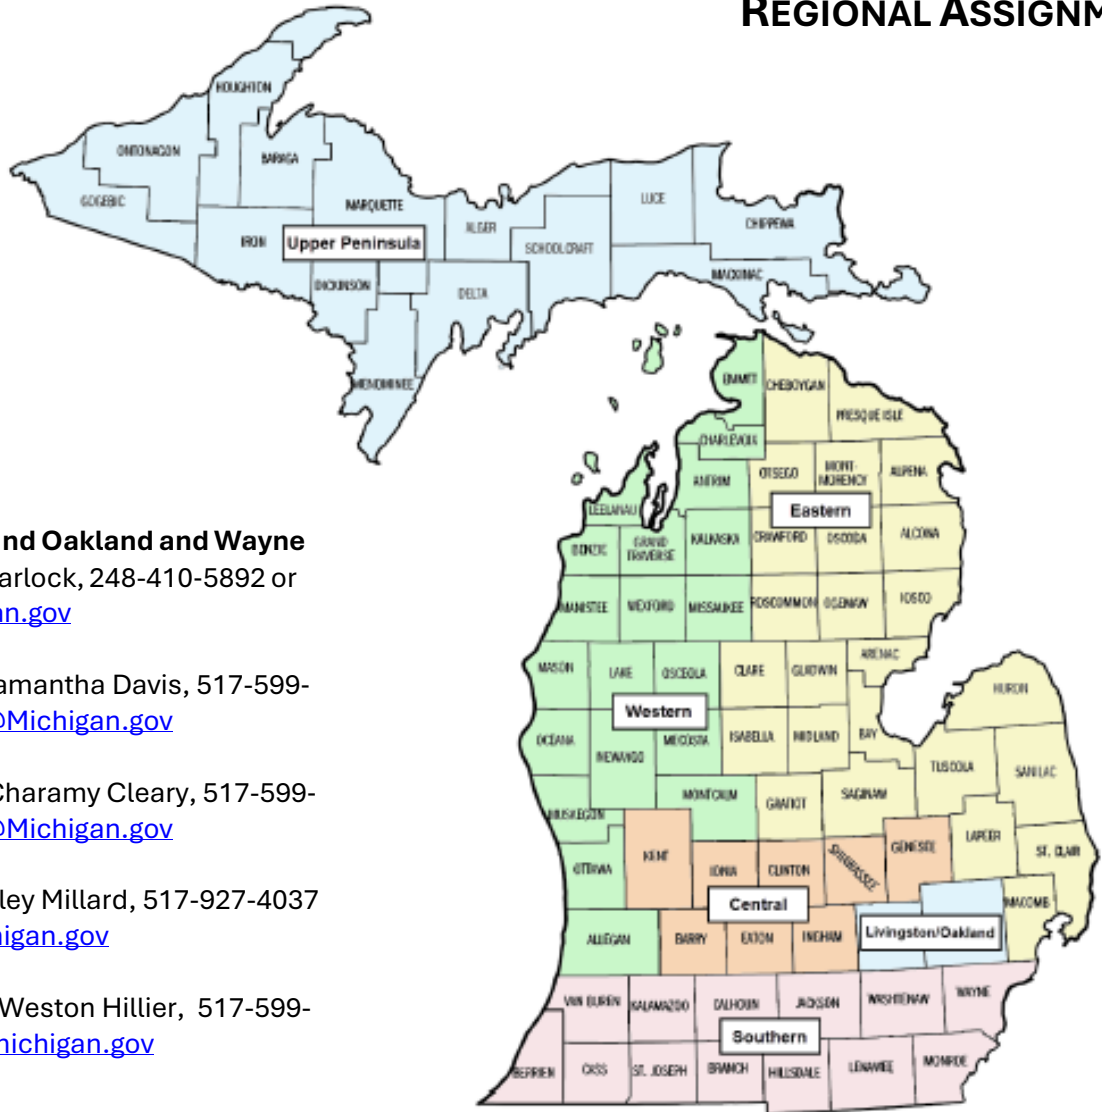 REGIONAL ASSIGNM
HOUGHTON
ONTONAGON
BARAGA
GOGEBIC
MARQUETTE
LUCE
ALGER
CHIPPEWA
IRON
Upper Peninsula
SCHOOLCRAFT
DICKINSON
DELTA
MACKINAC
MENOMINEE
EMMITT
CHEBOYGAN
PRESQUE ISLE
CHARLEVOIX
ANTRIM
OTSEGO
MONT-
MORENCY
ALPENA
LEELANAU
Eastern
BENZIE
GRAND
TRAVERSE
KALKASKA
CRAWFORD
OSCODA
ALCONA
nd Oakland and Wayne
arlock, 248-410-5892 or
an.gov
MANISTEE
WEXFORD
MISSAUKEE
ROSCOMMON
OGEMAW
IOSCO
MASON
LAKE
OSCEOLA
CLARE
GLADWIN
ARENAC
HURON
amantha Davis, 517-599-
@Michigan.gov
Western
OCEANA
NEWAYGO
MECOSTA
ISABELLA
MIDLAND
BAY
TUSCOLA
SANILAC
Charamy Cleary, 517-599-
@Michigan.gov
MUSKEGON
MONTCALM
GRATIOT
SAGINAW
OTTAWA
KENT
IONIA
CLINTON
SHIAWASSEE
GENESEE
LAPEER
ST. CLAIR
ley Millard, 517-927-4037
higan.gov
Central
MACOMB
ALLEGAN
BARRY
EATON
INGHAM
Livingston/Oakland
Weston Hillier, 517-599-
michigan.gov
VAN BUREN
KALAMAZOO
CALHOUN
JACKSON
WASHTENAW
WAYNE
Southern
BERRIEN
CASS
ST. JOSEPH
BRANCH
HILLSDALE
LENAWEE
MONROE